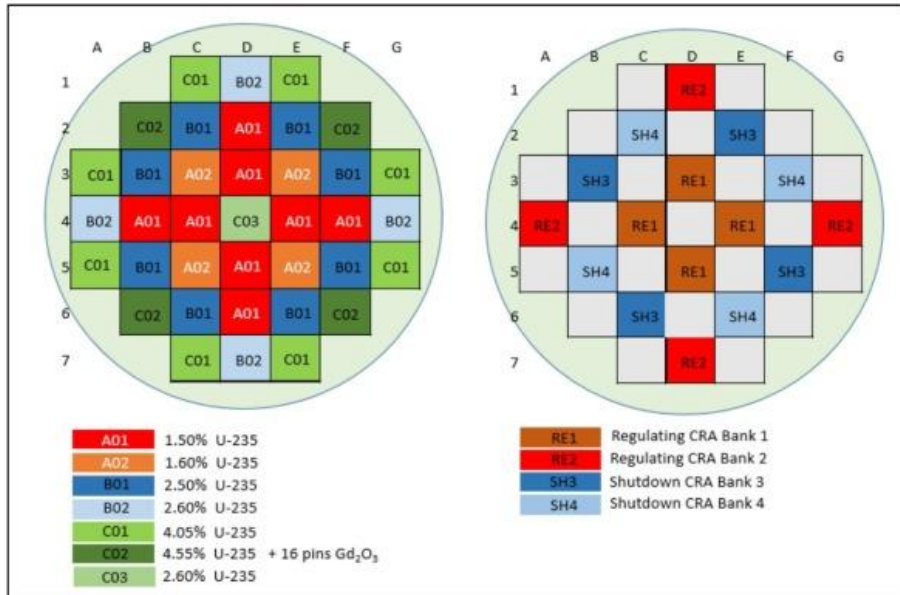 A B C D E F G
1 C01 B02 C01
2 C02 B01 A01 B01 C02
3 C01 B01 A02 A01 A02 B01 C01
4 B02 A01 A01 C03 A01 A01 B02
5 C01 B01 A02 A01 A02 B01 C01
6 C02 B01 A01 B01 C02
7 C01 B02 C01
A01 1.50% U-235
A02 1.60% U-235
B01 2.50% U-235
B02 2.60% U-235
C01 4.05% U-235
C02 4.55% U-235 + 16 pins Gd₂O₃
C03 2.60% U-235
A B C D E F G
1 RE2
2 SH4 SH3
3 SH3 RE1 SH4
4 RE2 RE1 RE1 RE2
5 SH4 RE1 SH3
6 SH3 SH4
7 RE2
RE1 Regulating CRA Bank 1
RE2 Regulating CRA Bank 2
SH3 Shutdown CRA Bank 3
SH4 Shutdown CRA Bank 4